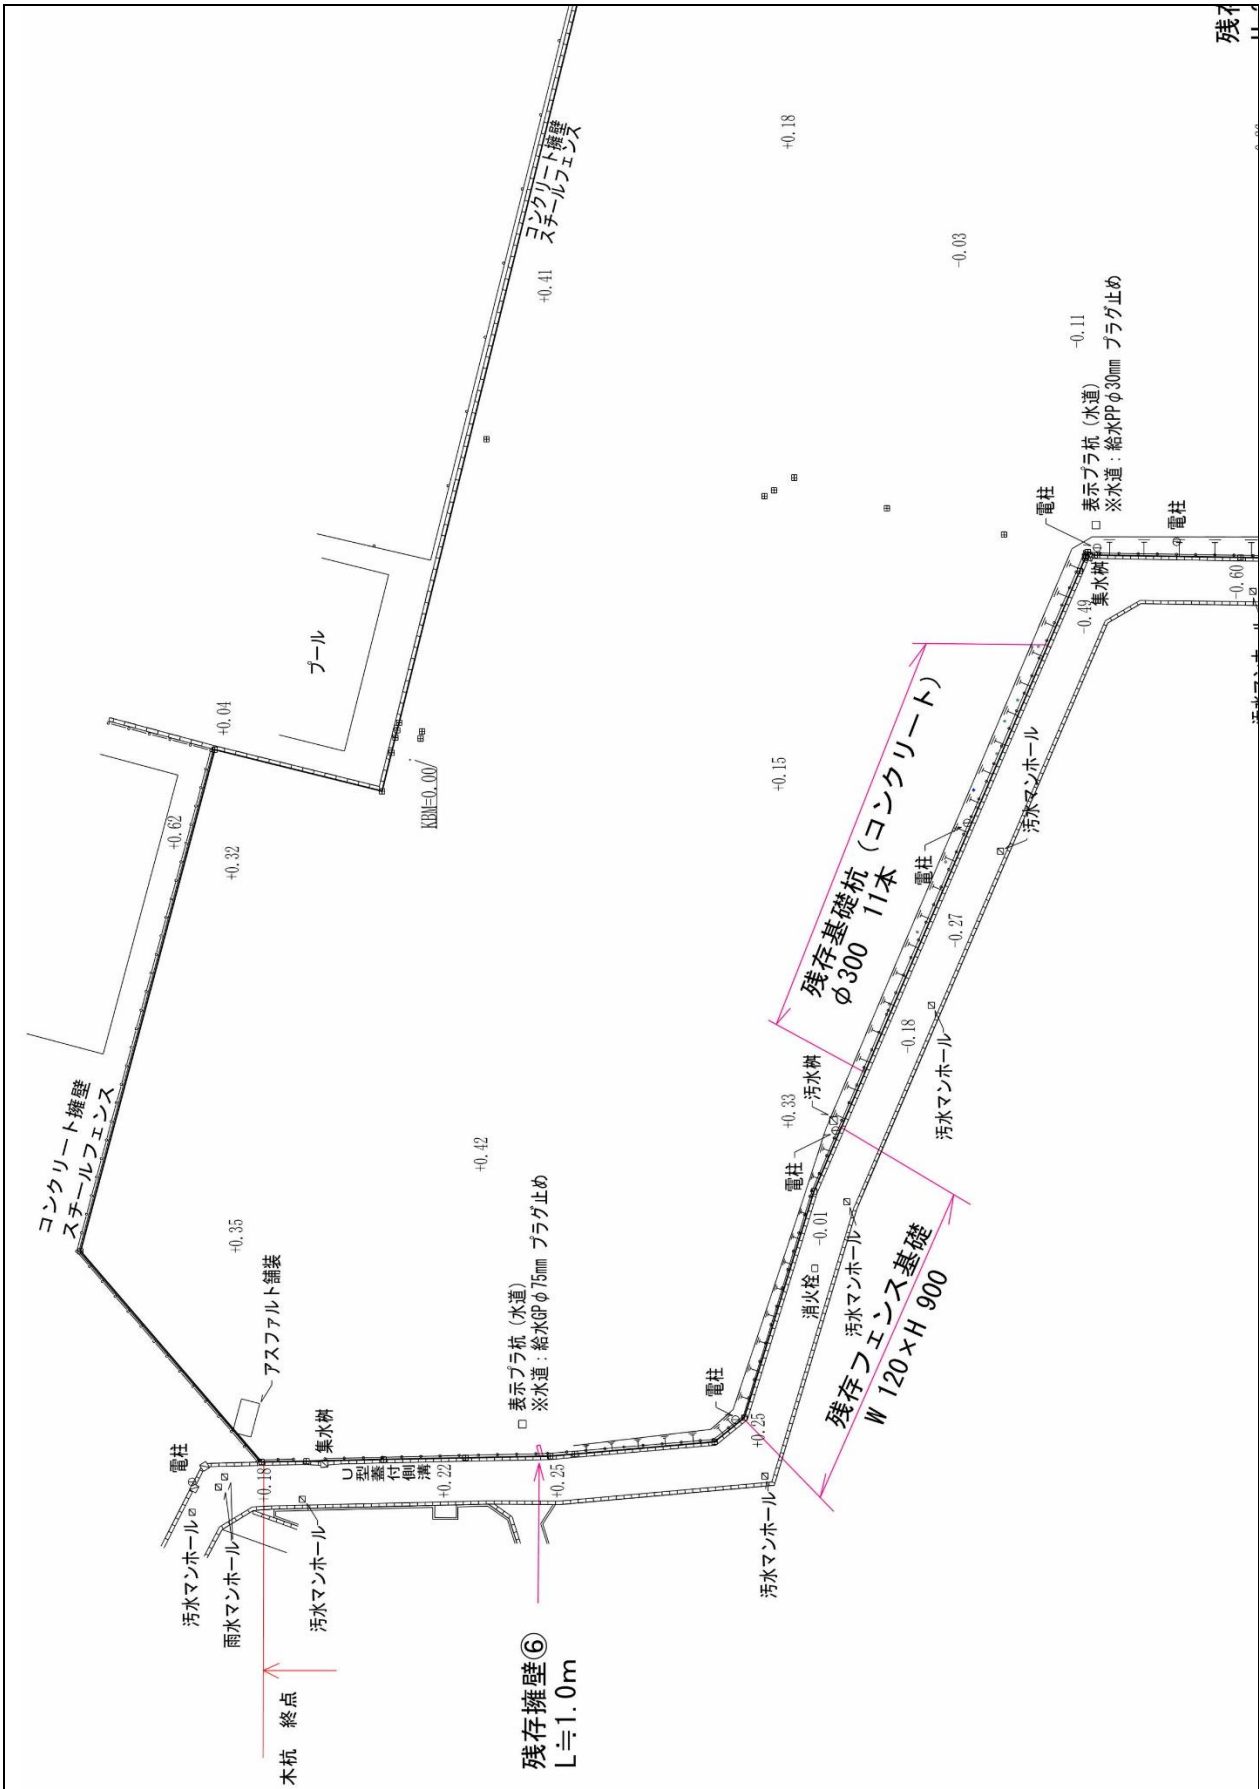 コンクリート擁壁
スチールフェンス
コンクリート擁壁
スチールフェンス
プール
+0.62
+0.04
+0.32
+0.35
KBM=0.00
+0.41
+0.18
-0.03
-0.11
+0.15
+0.42
+0.33
アスファルト舗装
電柱
汚水マンホール
雨水マンホール
汚水マンホール
+0.18
集水桝
U型蓋付側溝
+0.22
+0.25
木杭 終点
残存擁壁⑥
L≒1.0m
□ 表示プラ杭（水道）
※水道：給水GPφ75mm プラグ止め
電柱
+0.25
汚水マンホール
残存フェンス基礎
W 120×H 900
消火栓□
-0.01
汚水マンホール
電柱
汚水桝
残存基礎杭（コンクリート）
φ300 11本
-0.18
汚水マンホール
-0.27
電柱
汚水マンホール
電柱
□ 表示プラ杭（水道）
※水道：給水PPφ30mm プラグ止め
集水桝
-0.49
電柱
-0.60
残存